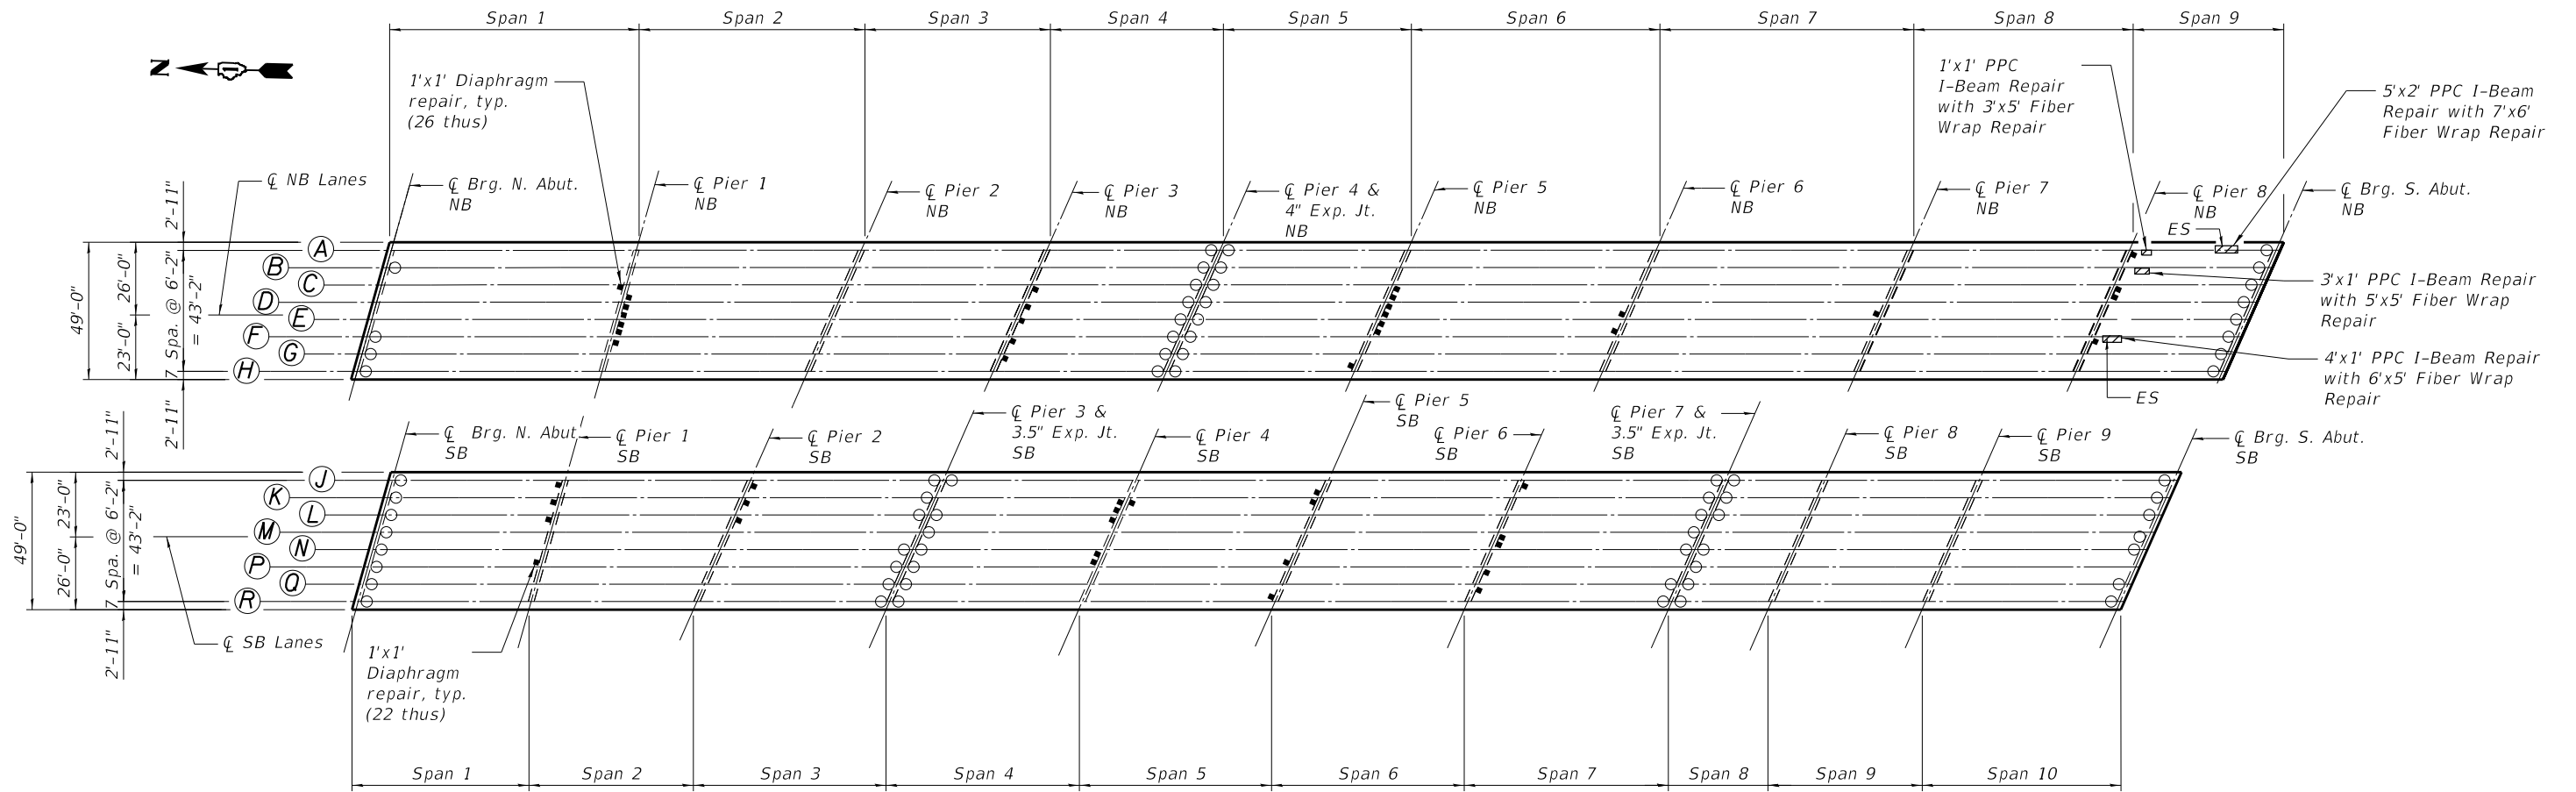 Span 1
Span 2
Span 3
Span 4
Span 5
Span 6
Span 7
Span 8
Span 9
N
1'x1' Diaphragm
repair, typ.
(26 thus)
1'x1' PPC
I-Beam Repair
with 3'x5' Fiber
Wrap Repair
5'x2' PPC I-Beam
Repair with 7'x6'
Fiber Wrap Repair
℄ NB Lanes
℄ Brg. N. Abut.
NB
℄ Pier 1
NB
℄ Pier 2
NB
℄ Pier 3
NB
℄ Pier 4 &
4" Exp. Jt.
NB
℄ Pier 5
NB
℄ Pier 6
NB
℄ Pier 7
NB
℄ Pier 8
NB
℄ Brg. S. Abut.
NB
ES
2'-11"
49'-0"
26'-0"
23'-0"
7 Spa. @ 6'-2"
= 43'-2"
2'-11"
A
B
C
D
E
F
G
H
3'x1' PPC I-Beam Repair
with 5'x5' Fiber Wrap
Repair
4'x1' PPC I-Beam Repair
with 6'x5' Fiber Wrap
Repair
ES
℄ Brg. N. Abut.
SB
℄ Pier 1
SB
℄ Pier 2
SB
℄ Pier 3 &
3.5" Exp. Jt.
SB
℄ Pier 4
SB
℄ Pier 5
SB
℄ Pier 6
SB
℄ Pier 7 &
3.5" Exp. Jt.
SB
℄ Pier 8
SB
℄ Pier 9
SB
℄ Brg. S. Abut.
SB
2'-11"
49'-0"
23'-0"
26'-0"
7 Spa. @ 6'-2"
= 43'-2"
2'-11"
J
K
L
M
N
P
Q
R
℄ SB Lanes
1'x1'
Diaphragm
repair, typ.
(22 thus)
Span 1
Span 2
Span 3
Span 4
Span 5
Span 6
Span 7
Span 8
Span 9
Span 10